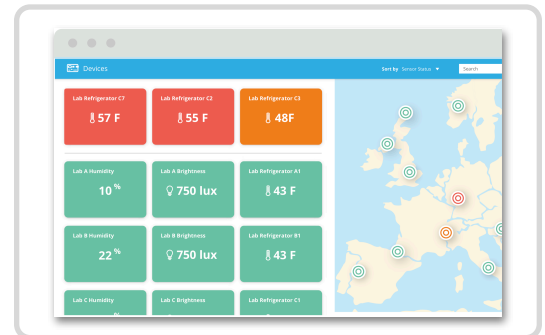 Devices
Sort by Sensor Status
Search
Lab Refrigerator C7
57 F
Lab Refrigerator C2
55 F
Lab Refrigerator C3
48F
Lab A Humidity
10 %
Lab A Brightness
750 lux
Lab Refrigerator A1
43 F
Lab B Humidity
22 %
Lab B Brightness
750 lux
Lab Refrigerator B1
43 F
Lab C Humidity
%
Lab C Brightness
Lab Refrigerator C1